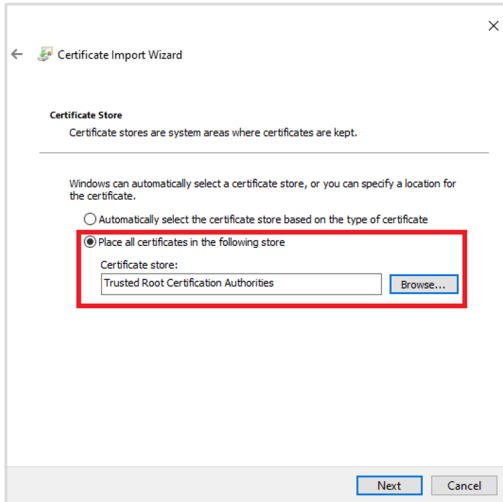 Certificate Import Wizard
Certificate Store
Certificate stores are system areas where certificates are kept.
Windows can automatically select a certificate store, or you can specify a location for
the certificate.
Automatically select the certificate store based on the type of certificate
Place all certificates in the following store
Certificate store:
Trusted Root Certification Authorities
Browse...
Next
Cancel